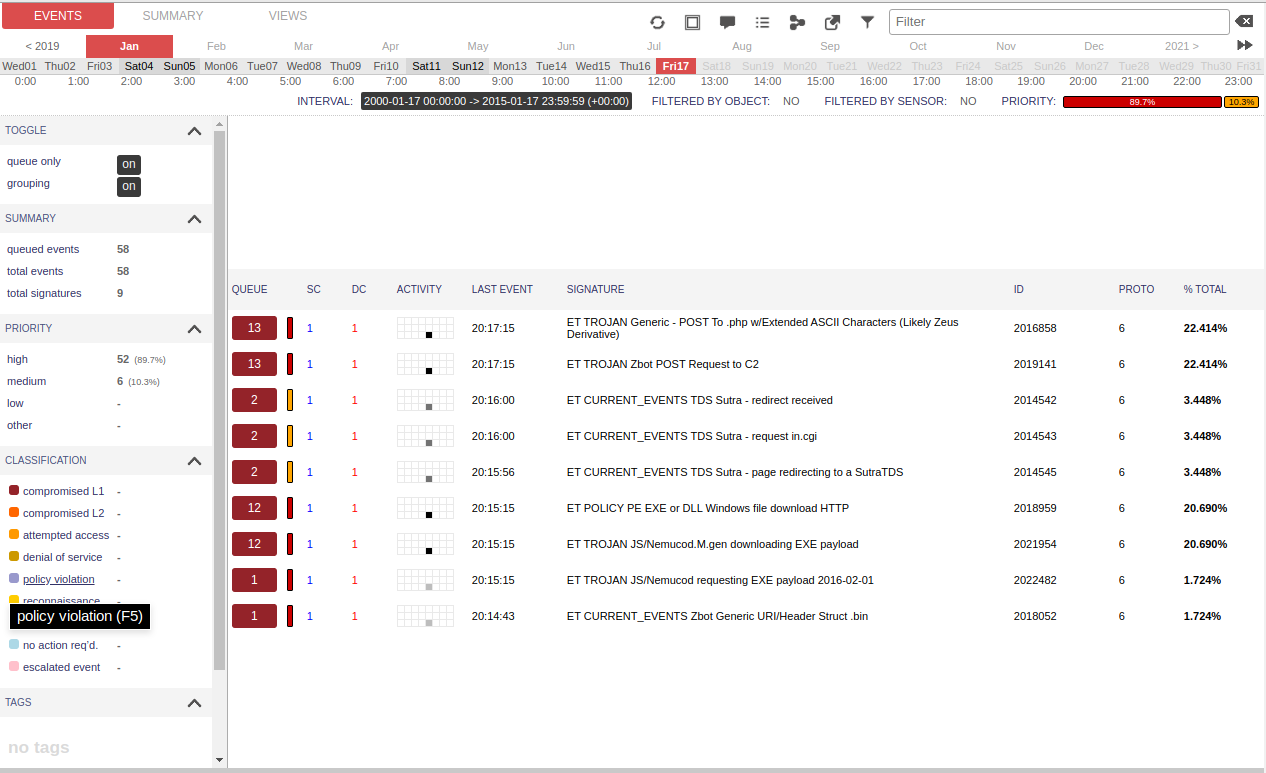 EVENTS SUMMARY VIEWS Filter
< 2019 Jan Feb Mar Apr May Jun Jul Aug Sep Oct Nov Dec 2021 >
Wed01 Thu02 Fri03 Sat04 Sun05 Mon06 Tue07 Wed08 Thu09 Fri10 Sat11 Sun12 Mon13 Tue14 Wed15 Thu16 Fri17 Sat18 Sun19 Mon20 Tue21 Wed22 Thu23 Fri24 Sat25 Sun26 Mon27 Tue28 Wed29 Thu30 Fri31
0:00 1:00 2:00 3:00 4:00 5:00 6:00 7:00 8:00 9:00 10:00 11:00 12:00 13:00 14:00 15:00 16:00 17:00 18:00 19:00 20:00 21:00 22:00 23:00
INTERVAL: 2000-01-17 00:00:00 -> 2015-01-17 23:59:59 (+00:00) FILTERED BY OBJECT: NO FILTERED BY SENSOR: NO PRIORITY: 89.7% 10.3%
TOGGLE
queue only on
grouping on
SUMMARY
queued events 58
total events 58
total signatures 9
PRIORITY
high 52 (89.7%)
medium 6 (10.3%)
low -
other -
CLASSIFICATION
compromised L1 -
compromised L2 -
attempted access -
denial of service -
policy violation -
reconnaissance -
policy violation (F5)
no action req'd. -
escalated event -
TAGS
no tags
QUEUE SC DC ACTIVITY LAST EVENT SIGNATURE ID PROTO % TOTAL
13 1 1 20:17:15 ET TROJAN Generic - POST To .php w/Extended ASCII Characters (Likely Zeus Derivative) 2016858 6 22.414%
13 1 1 20:17:15 ET TROJAN Zbot POST Request to C2 2019141 6 22.414%
2 1 1 20:16:00 ET CURRENT_EVENTS TDS Sutra - redirect received 2014542 6 3.448%
2 1 1 20:16:00 ET CURRENT_EVENTS TDS Sutra - request in.cgi 2014543 6 3.448%
2 1 1 20:15:56 ET CURRENT_EVENTS TDS Sutra - page redirecting to a SutraTDS 2014545 6 3.448%
12 1 1 20:15:15 ET POLICY PE EXE or DLL Windows file download HTTP 2018959 6 20.690%
12 1 1 20:15:15 ET TROJAN JS/Nemucod.M.gen downloading EXE payload 2021954 6 20.690%
1 1 1 20:15:15 ET TROJAN JS/Nemucod requesting EXE payload 2016-02-01 2022482 6 1.724%
1 1 1 20:14:43 ET CURRENT_EVENTS Zbot Generic URI/Header Struct .bin 2018052 6 1.724%